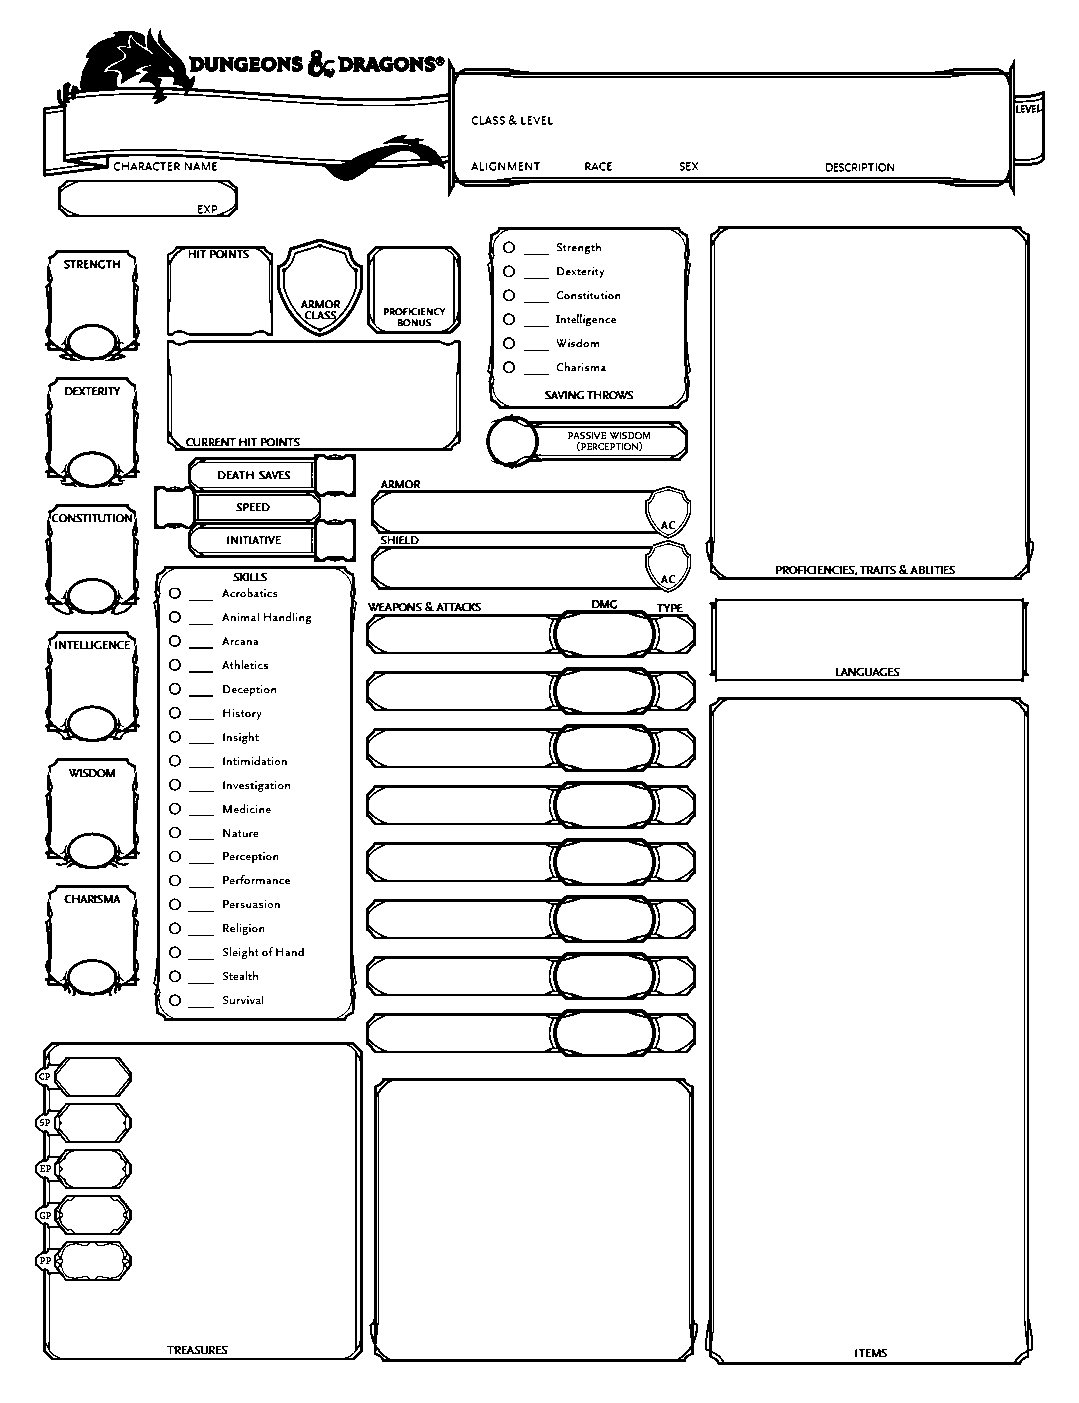 DUNGEONS & DRAGONS®
LEVEL
CLASS & LEVEL
CHARACTER NAME
ALIGNMENT RACE SEX DESCRIPTION
EXP
STRENGTH
DEXTERITY
CONSTITUTION
INTELLIGENCE
WISDOM
CHARISMA
HIT POINTS
ARMOR
CLASS
PROFICIENCY
BONUS
CURRENT HIT POINTS
DEATH SAVES
SPEED
INITIATIVE
SKILLS
Acrobatics
Animal Handling
Arcana
Athletics
Deception
History
Insight
Intimidation
Investigation
Medicine
Nature
Perception
Performance
Persuasion
Religion
Sleight of Hand
Stealth
Survival
Strength
Dexterity
Constitution
Intelligence
Wisdom
Charisma
SAVING THROWS
PASSIVE WISDOM
(PERCEPTION)
ARMOR
AC
SHIELD
AC
WEAPONS & ATTACKS DMG TYPE
PROFICIENCIES, TRAITS & ABLITIES
LANGUAGES
ITEMS
CP
SP
EP
GP
PP
TREASURES